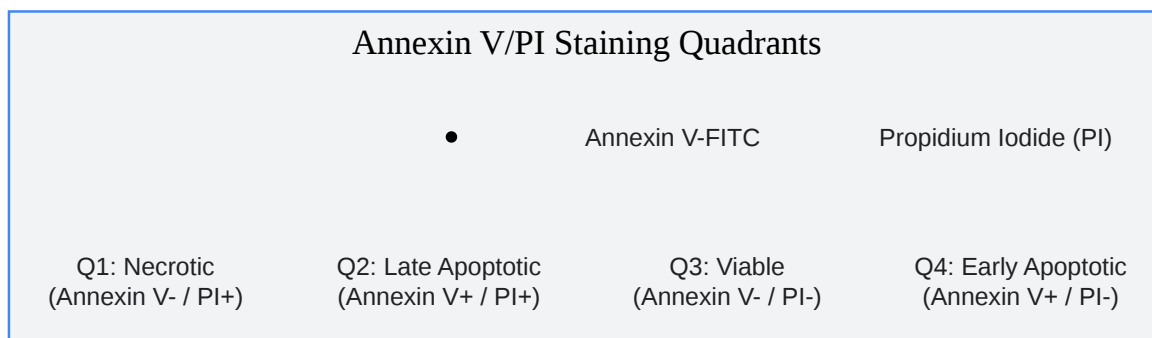 Annexin V/PI Staining Quadrants
Annexin V-FITC
Propidium Iodide (PI)
Q1: Necrotic
(Annexin V- / PI+)
Q2: Late Apoptotic
(Annexin V+ / PI+)
Q3: Viable
(Annexin V- / PI-)
Q4: Early Apoptotic
(Annexin V+ / PI-)